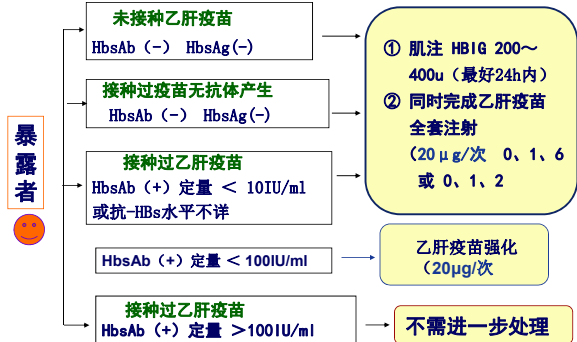 未接种乙肝疫苗
HbsAb（-） HbsAg(-)
接种过疫苗无抗体产生
HbsAb（-） HbsAg(-)
暴露者
接种过乙肝疫苗
HbsAb（+）定量 < 10IU/ml
或抗-HBs水平不详
HbsAb（+）定量 < 100IU/ml
接种过乙肝疫苗
HbsAb（+）定量 >100IU/ml
① 肌注 HBIG 200～
400u（最好24h内）
② 同时完成乙肝疫苗
全套注射
（20μg/次 0、1、6
或 0、1、2
乙肝疫苗强化
（20μg/次
不需进一步处理